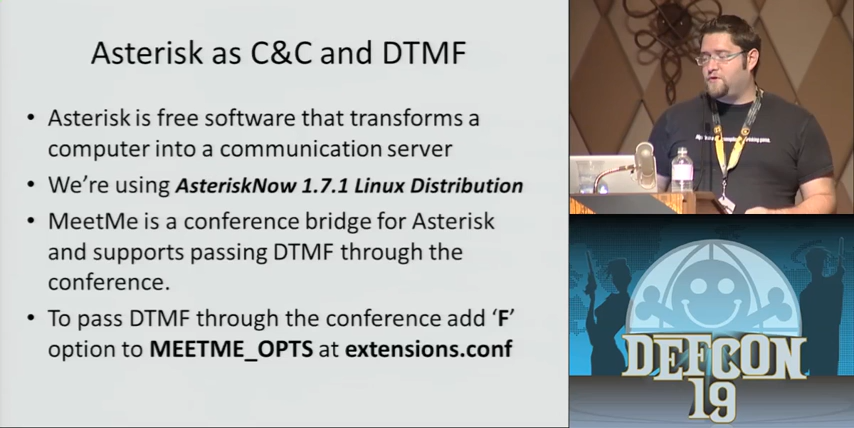 Asterisk as C&C and DTMF
• Asterisk is free software that transforms a
computer into a communication server
• We're using AsteriskNow 1.7.1 Linux Distribution
• MeetMe is a conference bridge for Asterisk
and supports passing DTMF through the
conference.
• To pass DTMF through the conference add ‘F’
option to MEETME_OPTS at extensions.conf
DEFCON
19